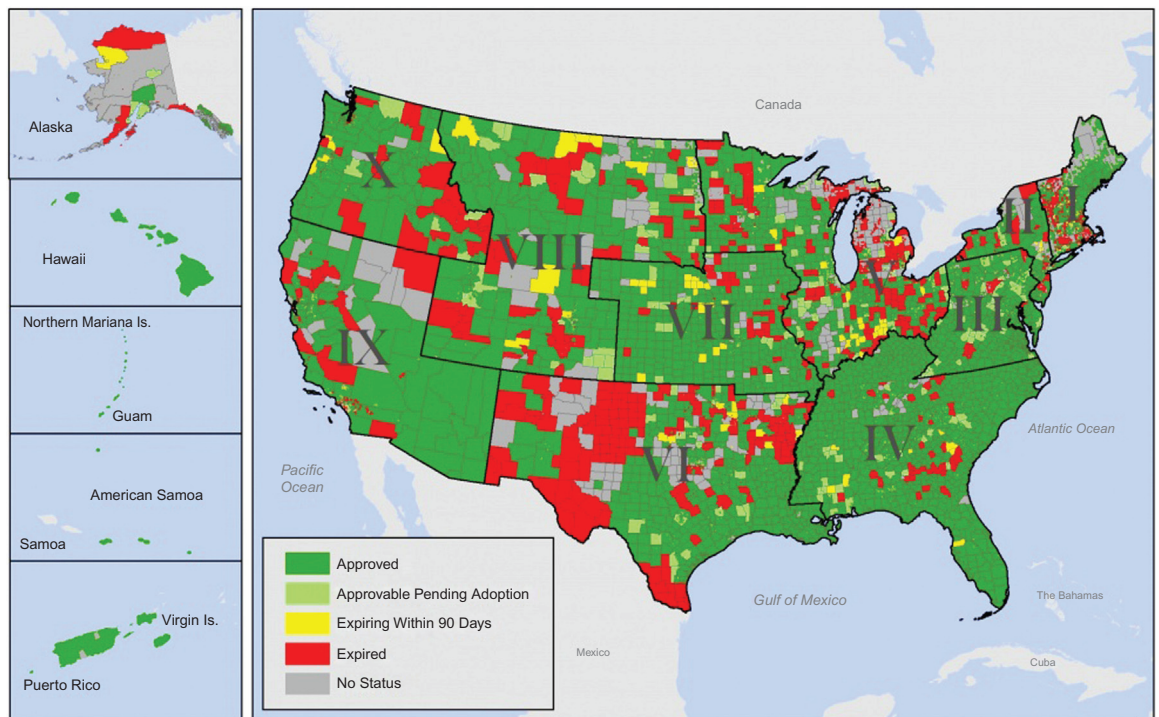 Alaska
Hawaii
Northern Mariana Is.
Guam
American Samoa
Samoa
Virgin Is.
Puerto Rico
Canada
X
VIII
IX
VII
VI
V
IV
III
II
I
Pacific
Ocean
Atlantic Ocean
Gulf of Mexico
The Bahamas
Mexico
Cuba
Approved
Approvable Pending Adoption
Expiring Within 90 Days
Expired
No Status